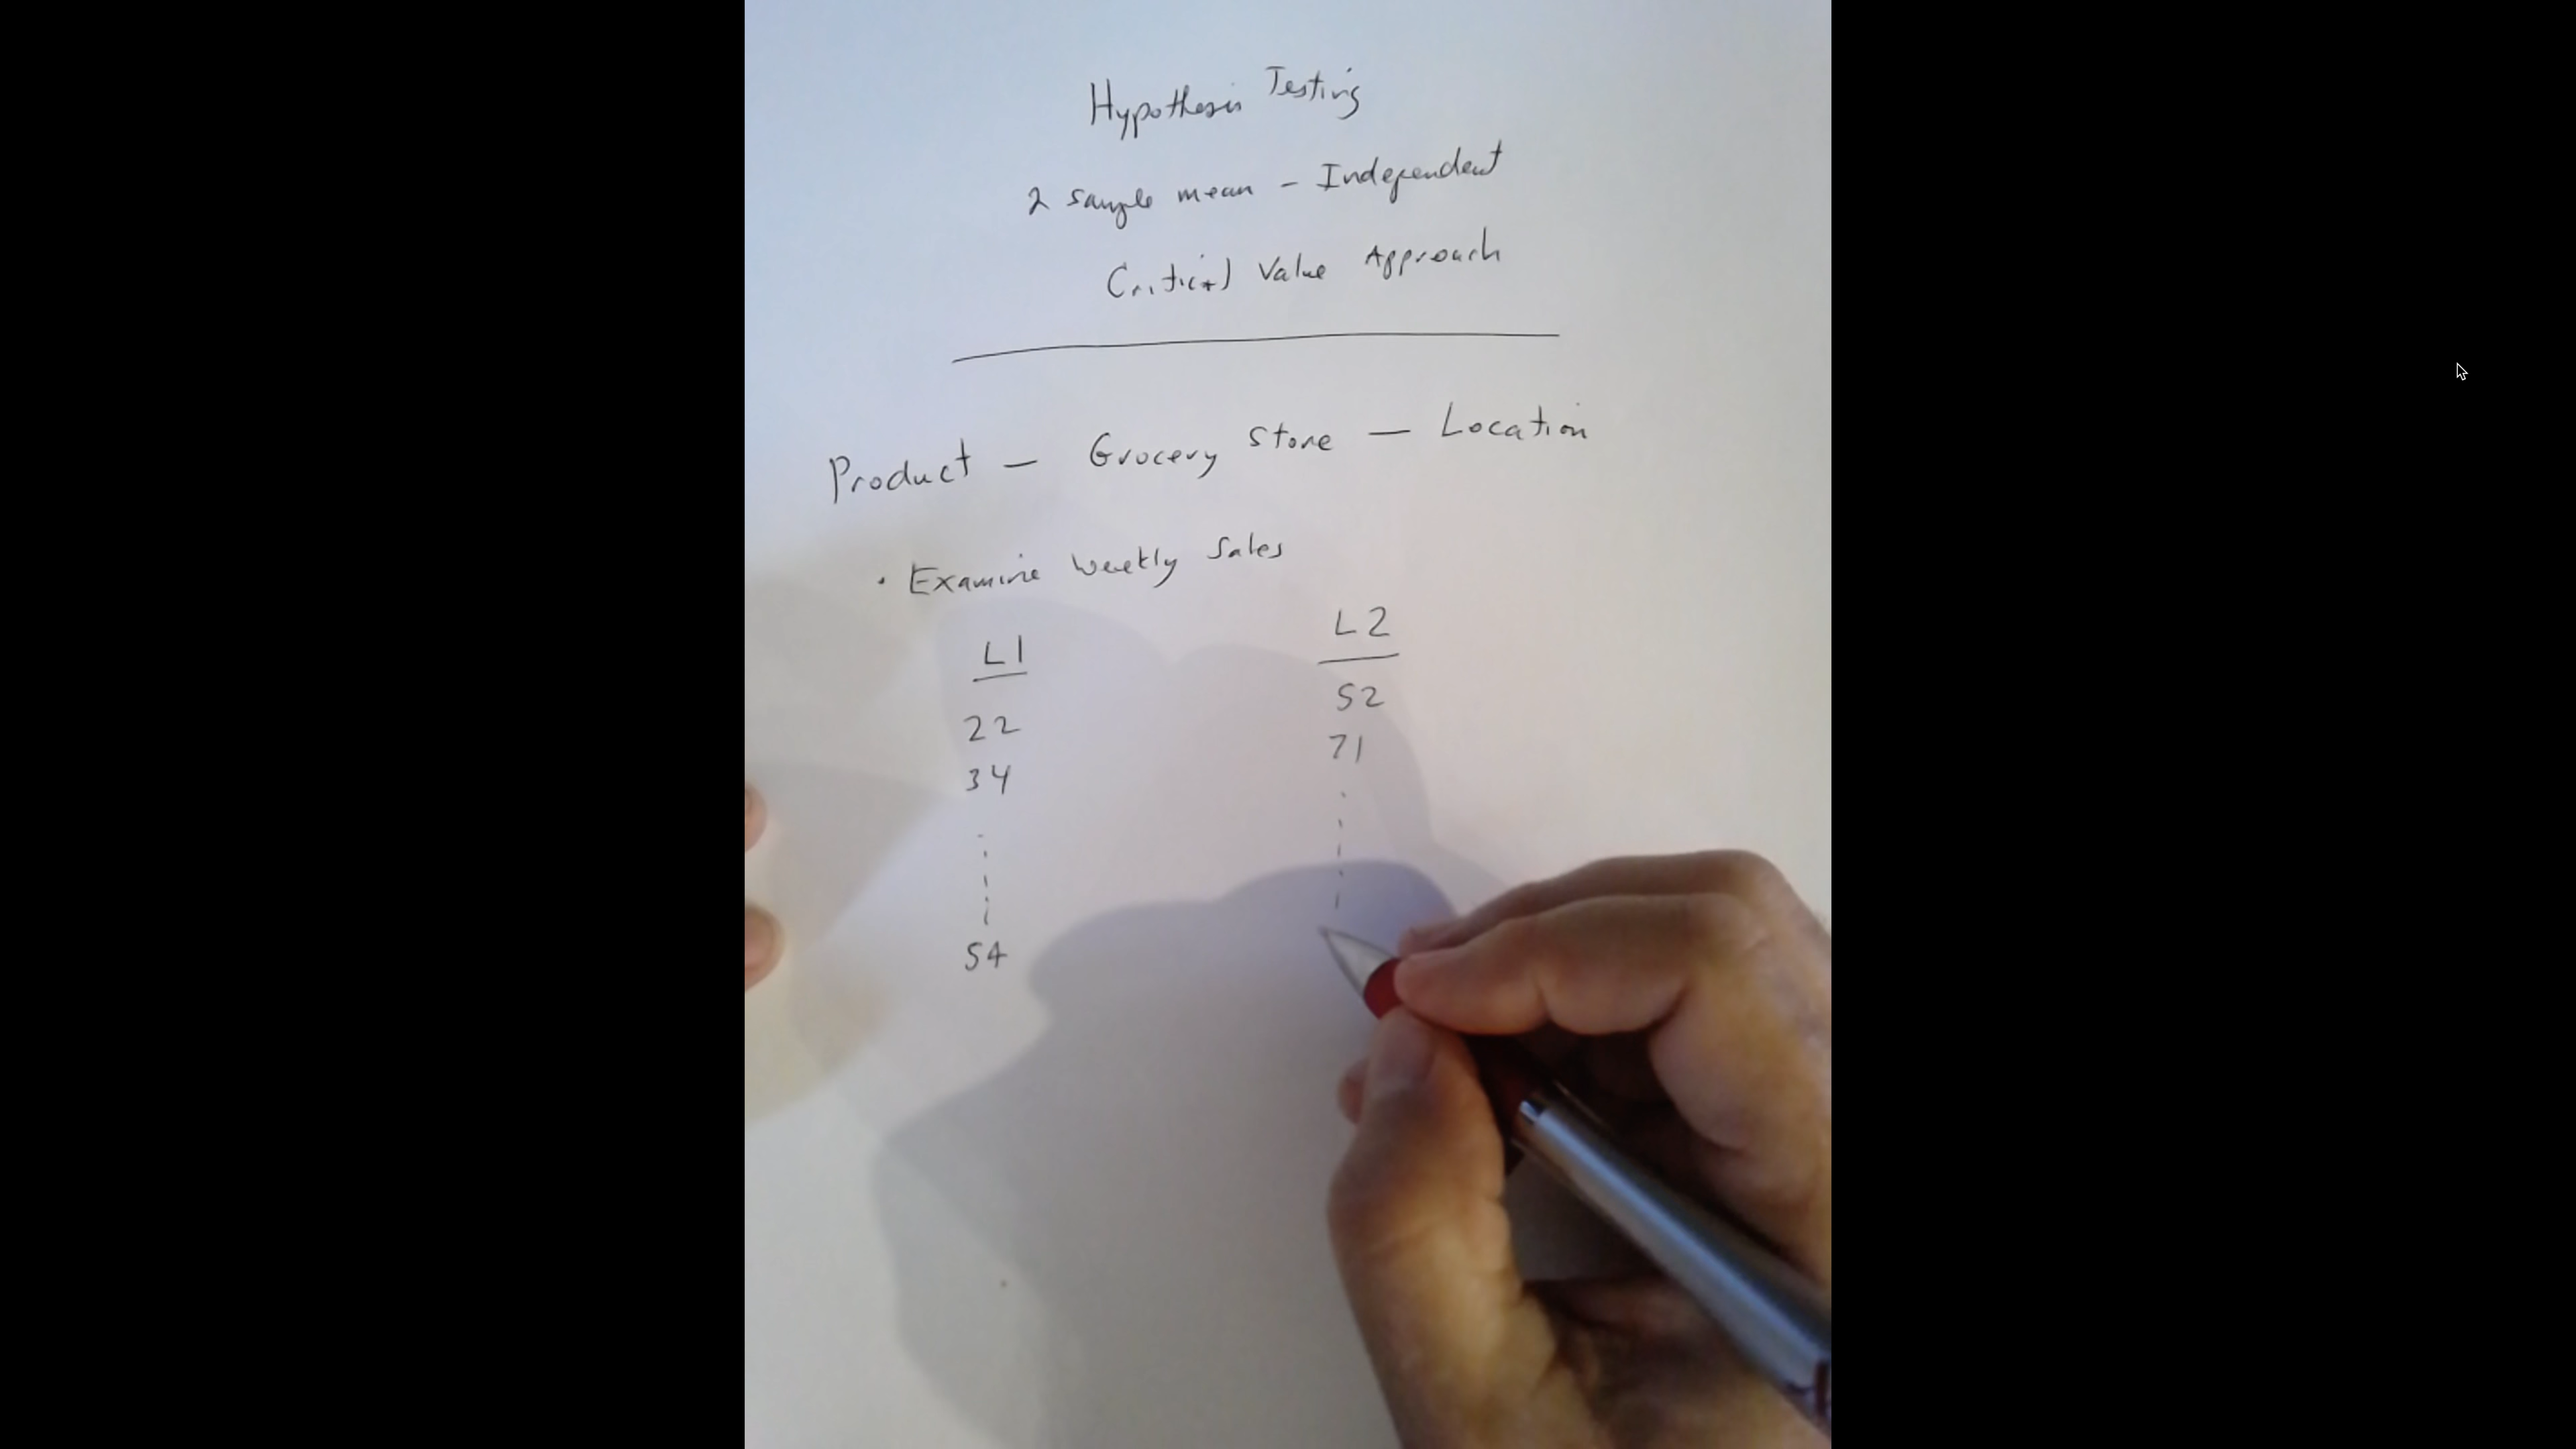 Hypothesis Testing
2 sample mean - Independent
Critical Value Approach
Product — Grocery Store — Location
· Examine Weekly Sales
L1 L2
22 52
34 71
54